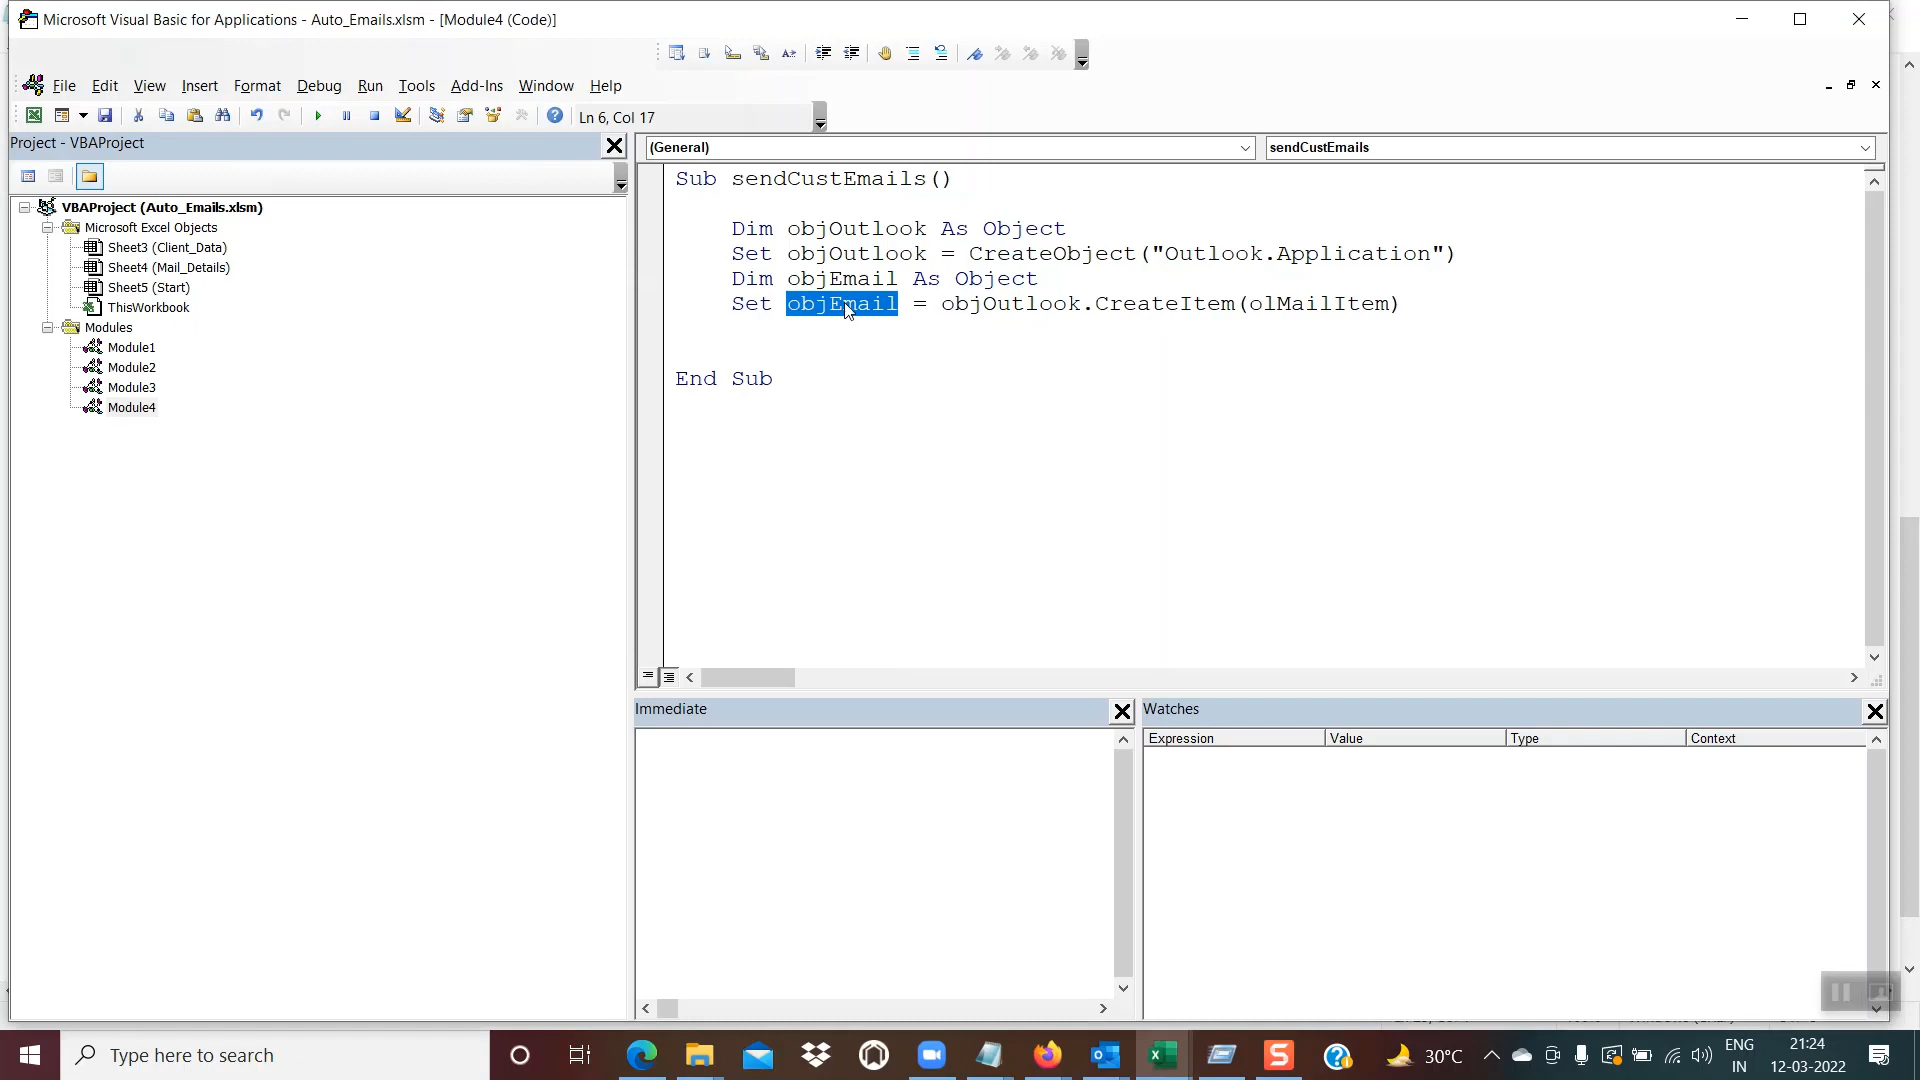 Microsoft Visual Basic for Applications - Auto_Emails.xlsm - [Module4 (Code)]
File Edit View Insert Format Debug Run Tools Add-Ins Window Help
Ln 6, Col 17
Project - VBAProject
(General)
sendCustEmails
VBAProject (Auto_Emails.xlsm)
Microsoft Excel Objects
Sheet3 (Client_Data)
Sheet4 (Mail_Details)
Sheet5 (Start)
ThisWorkbook
Modules
Module1
Module2
Module3
Module4
Sub sendCustEmails()
Dim objOutlook As Object
Set objOutlook = CreateObject("Outlook.Application")
Dim objEmail As Object
Set objEmail = objOutlook.CreateItem(olMailItem)
End Sub
Immediate
Watches
Expression Value Type Context
Type here to search
30°C
ENG
IN
21:24
12-03-2022